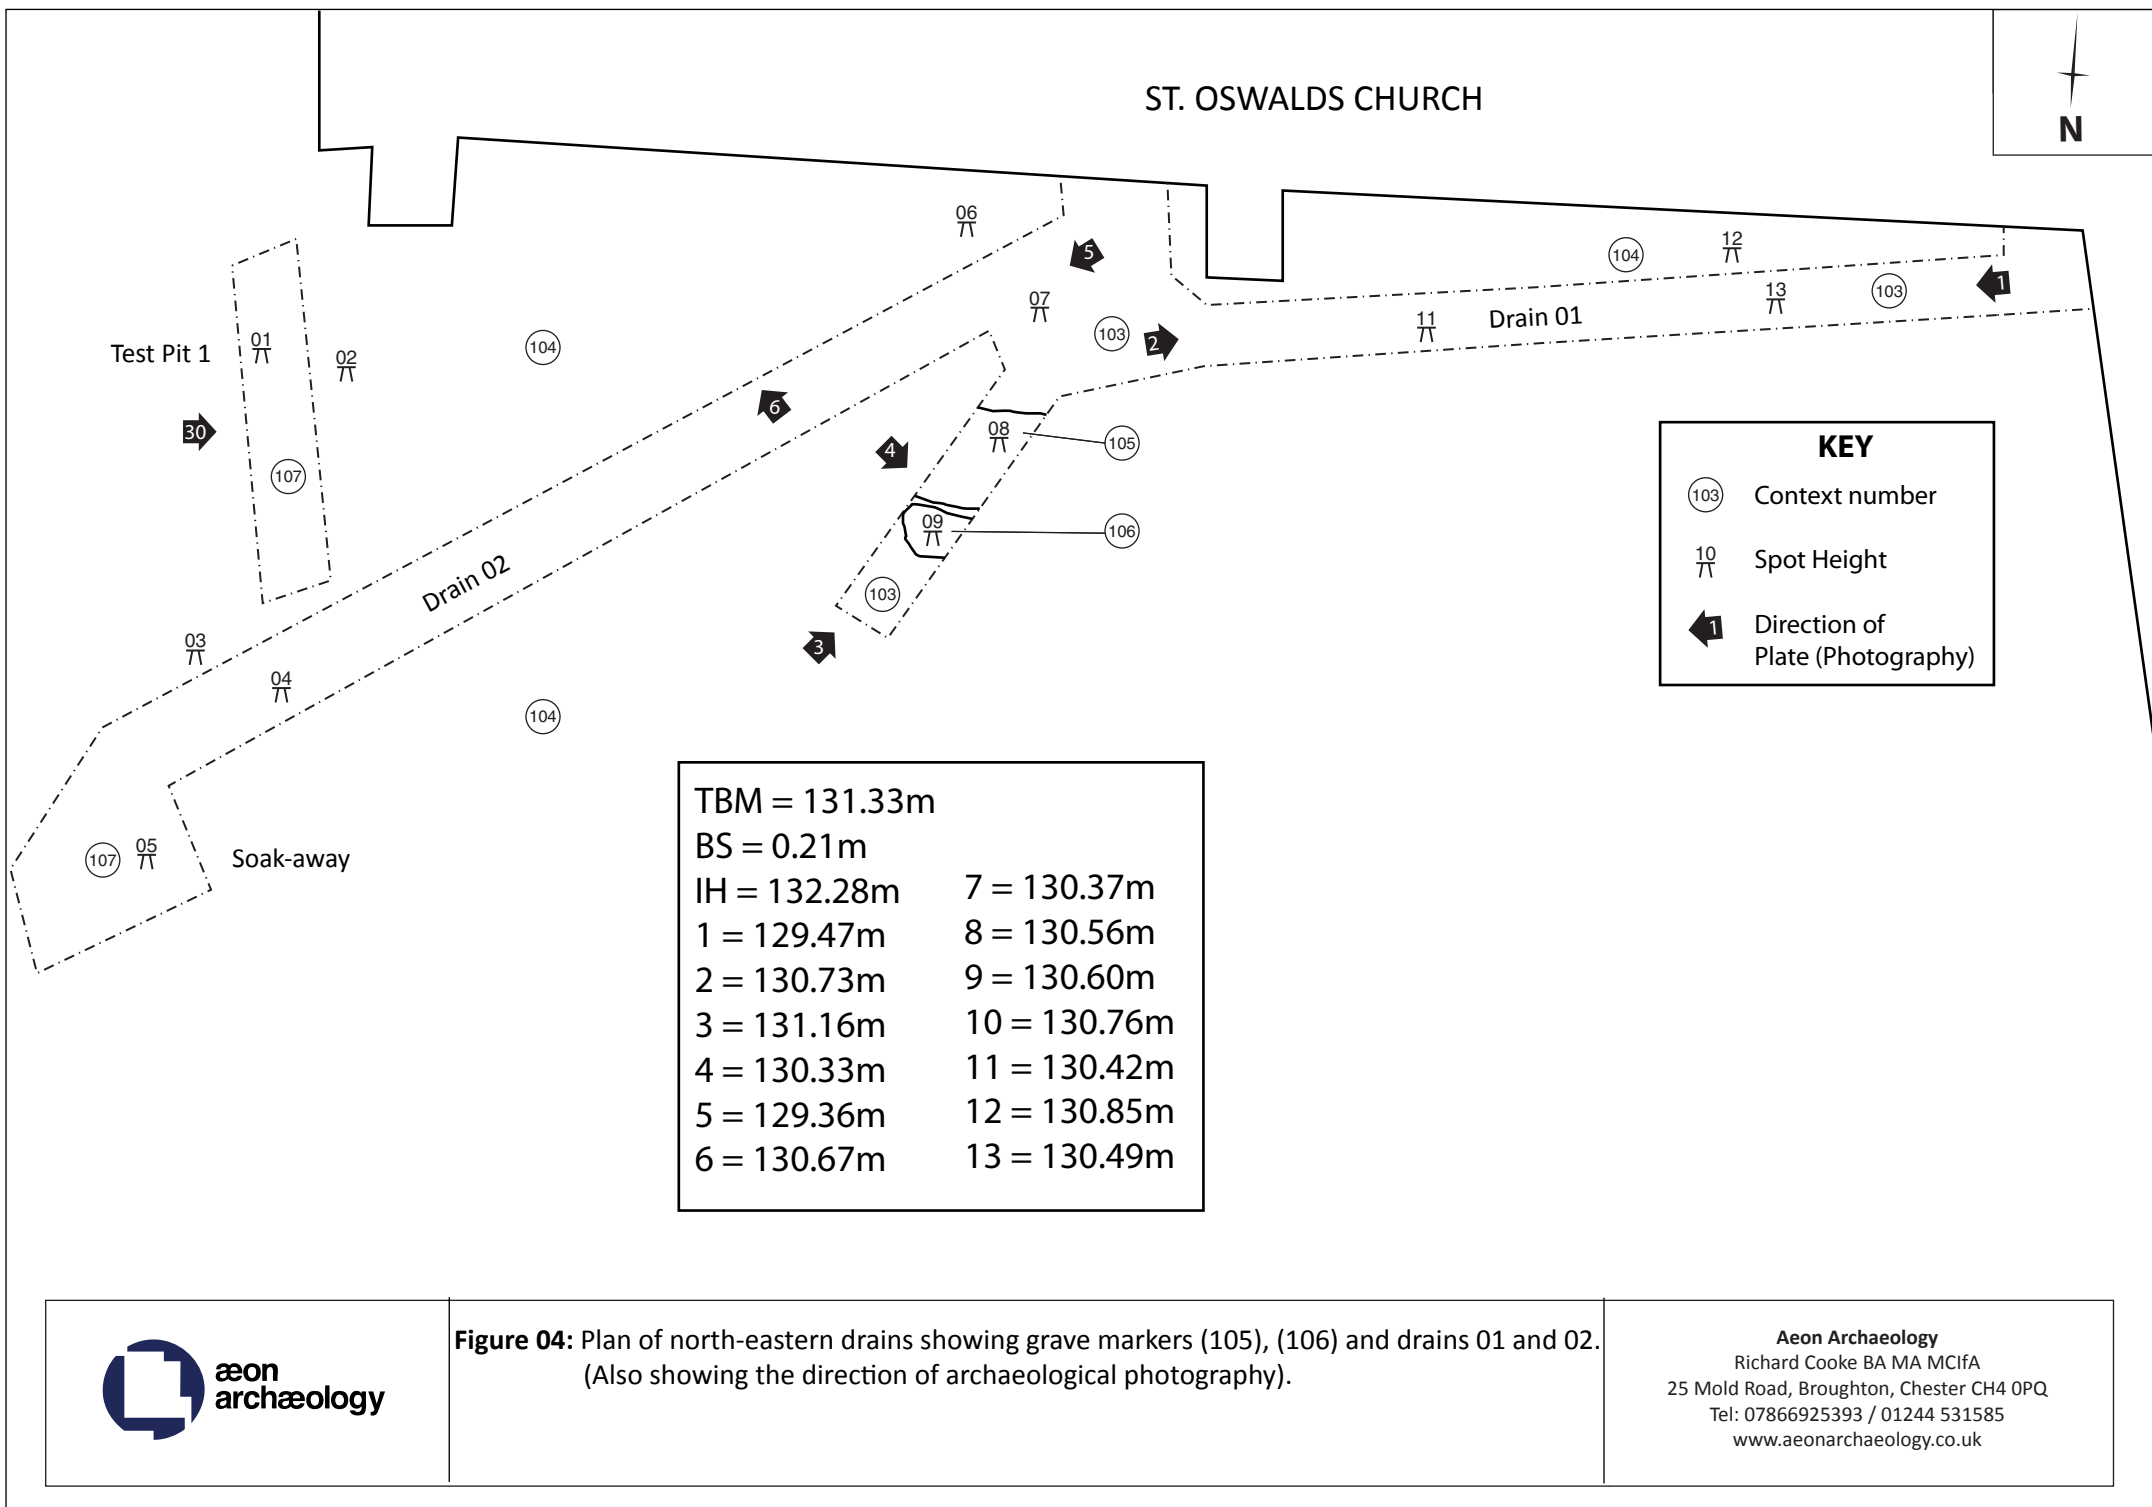 ST. OSWALDS CHURCH
N
06
5
12
104
13
103
1
07
11
Drain 01
103
2
01
Test Pit 1
02
104
6
30
107
4
08
105
09
106
Drain 02
103
3
03
04
104
107
05
Soak-away
KEY
103 Context number
10 Spot Height
1 Direction of
Plate (Photography)
TBM = 131.33m
BS = 0.21m
IH = 132.28m
1 = 129.47m
2 = 130.73m
3 = 131.16m
4 = 130.33m
5 = 129.36m
6 = 130.67m
7 = 130.37m
8 = 130.56m
9 = 130.60m
10 = 130.76m
11 = 130.42m
12 = 130.85m
13 = 130.49m
æon
archæology
Figure 04: Plan of north-eastern drains showing grave markers (105), (106) and drains 01 and 02.
(Also showing the direction of archaeological photography).
Aeon Archaeology
Richard Cooke BA MA MCIfA
25 Mold Road, Broughton, Chester CH4 0PQ
Tel: 07866925393 / 01244 531585
www.aeonarchaeology.co.uk